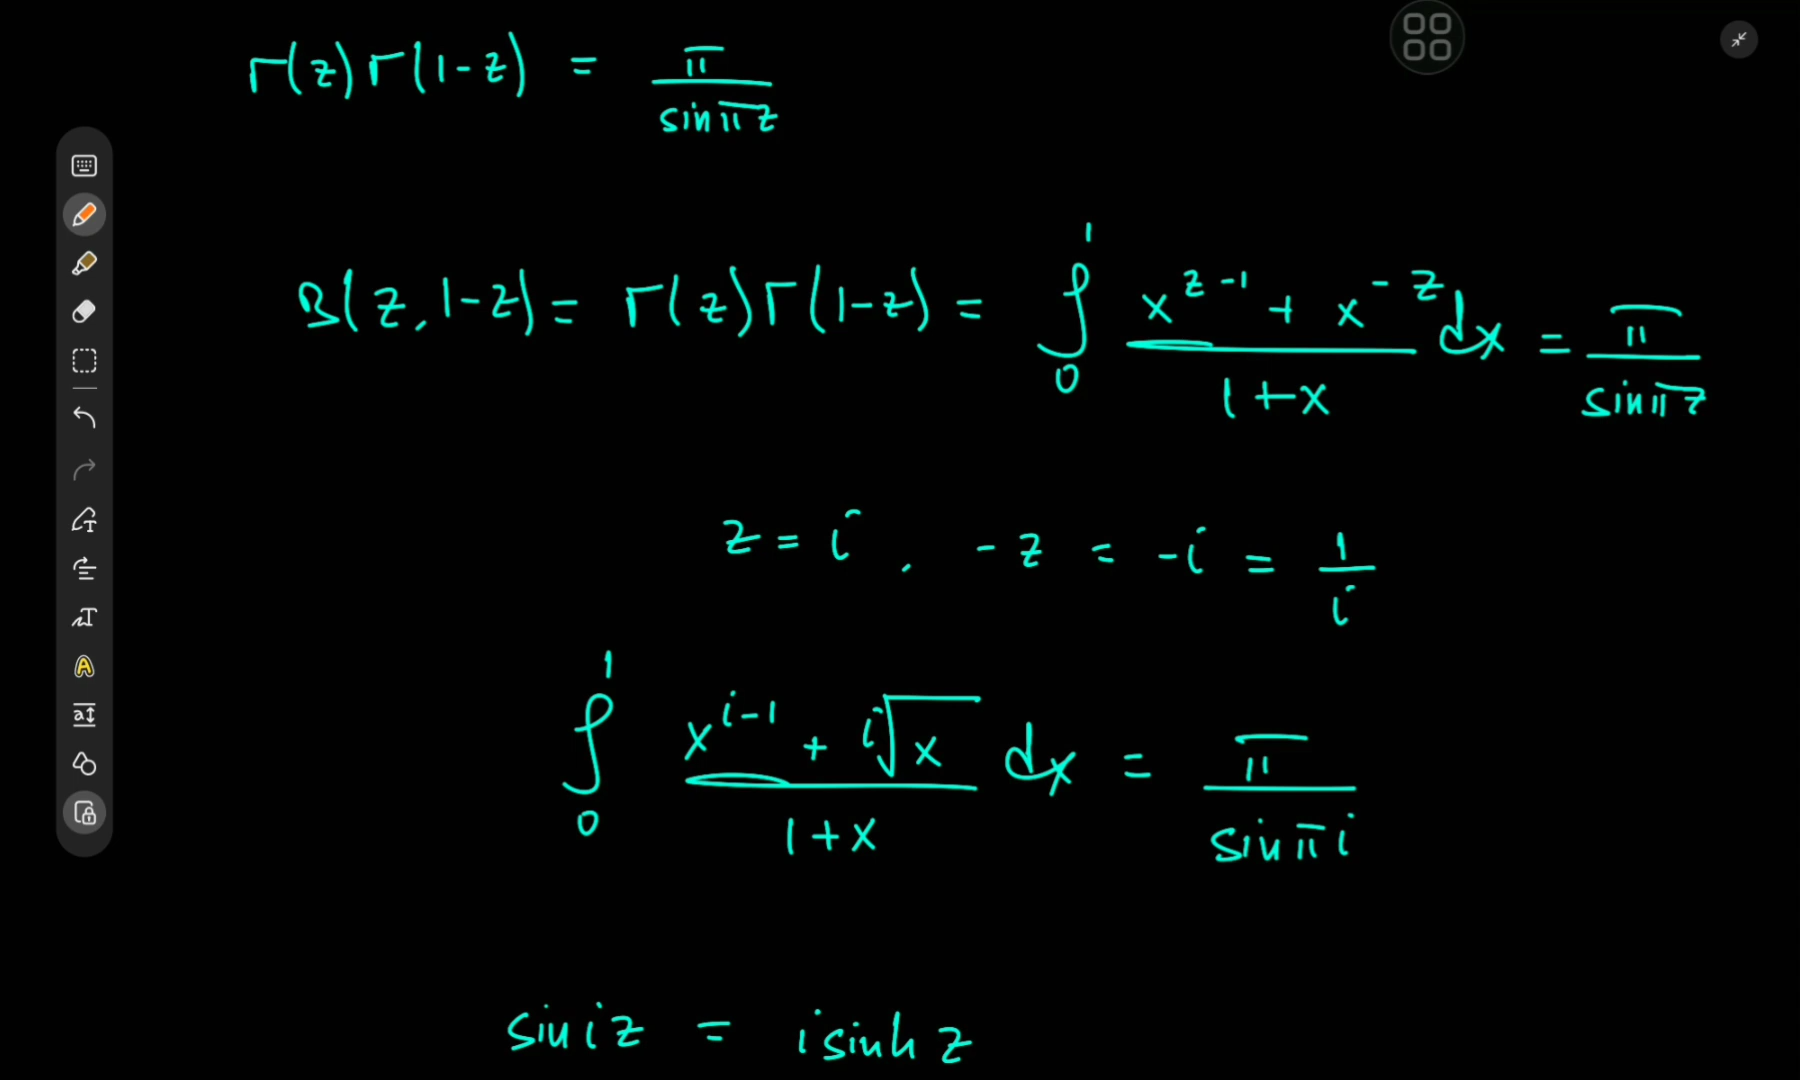 Γ(z)Γ(1-z) = π/sin πz
B(z, 1-z) = Γ(z)Γ(1-z) = ∫₀¹ (x^(z-1) + x^(-z))/(1+x) dx = π/sin πz
z = i , -z = -i = 1/i
∫₀¹ (x^(i-1) + ⁱ√x)/(1+x) dx = π/sin πi
sin iz = i sinh z